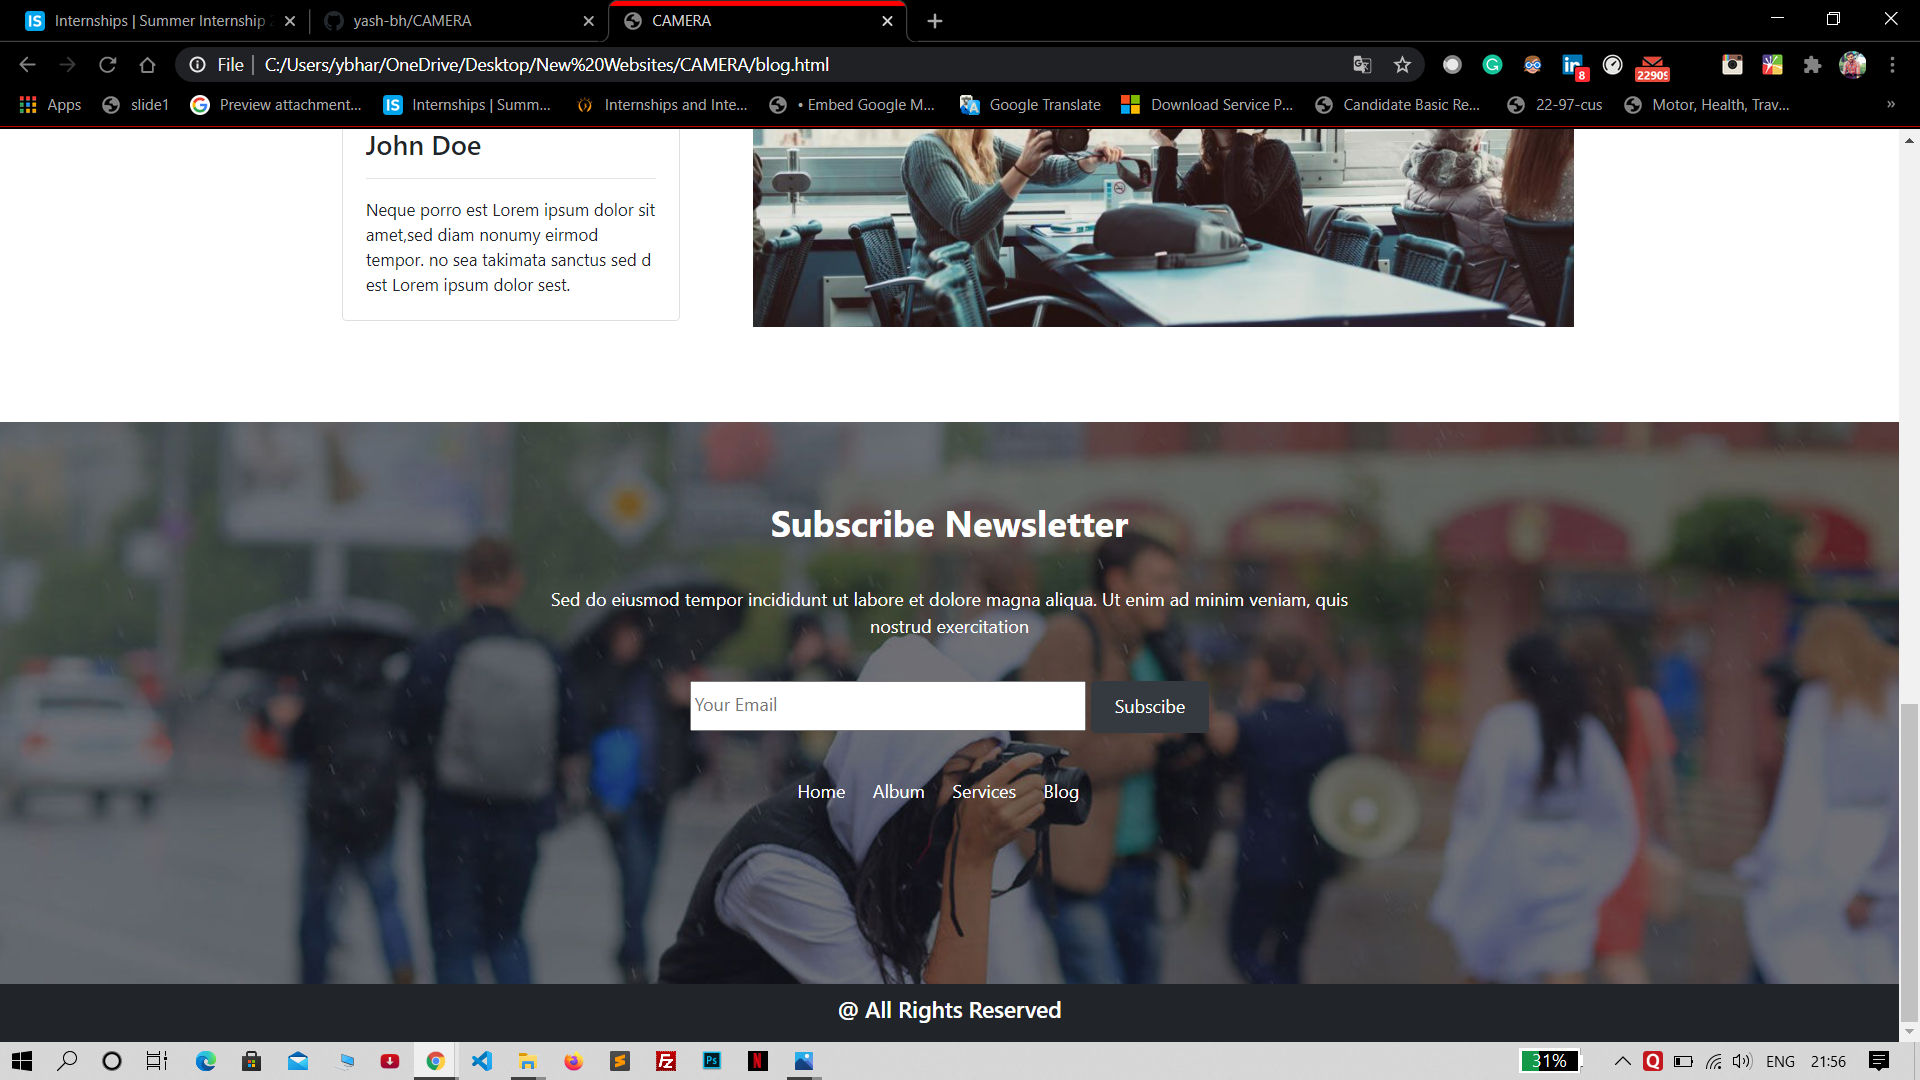 Internships | Summer Internship
yash-bh/CAMERA
CAMERA
File | C:/Users/ybhar/OneDrive/Desktop/New%20Websites/CAMERA/blog.html
8
22909
Apps
slide1
Preview attachment...
IS Internships | Summ...
Internships and Inte...
• Embed Google M...
Google Translate
Download Service P...
Candidate Basic Re...
22-97-cus
Motor, Health, Trav...
»
John Doe
Neque porro est Lorem ipsum dolor sit
amet,sed diam nonumy eirmod
tempor. no sea takimata sanctus sed d
est Lorem ipsum dolor sest.
Subscribe Newsletter
Sed do eiusmod tempor incididunt ut labore et dolore magna aliqua. Ut enim ad minim veniam, quis
nostrud exercitation
Your Email
Subscibe
Home Album Services Blog
@ All Rights Reserved
31%
ENG
21:56